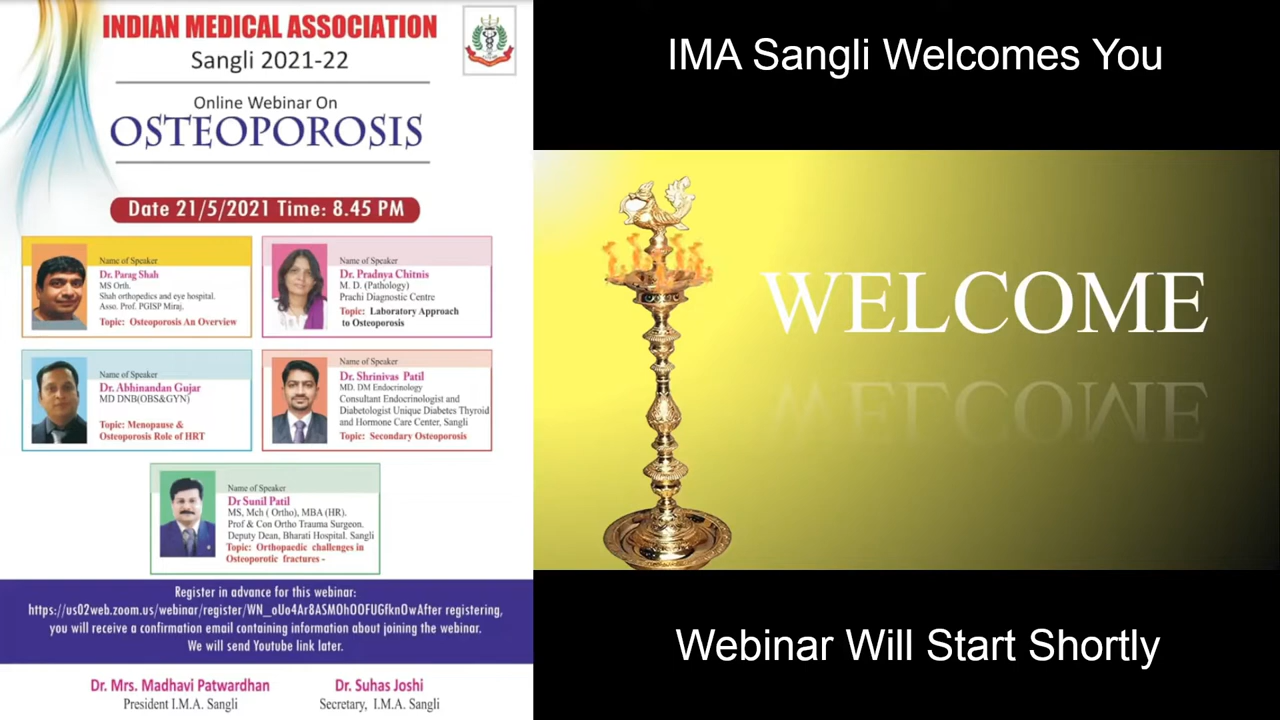 INDIAN MEDICAL ASSOCIATION
Sangli 2021-22
Online Webinar On
OSTEOPOROSIS
Date 21/5/2021 Time: 8.45 PM
Name of Speaker
Dr. Parag Shah
MS Orth.
Shah orthopedics and eye hospital.
Asso. Prof. PGISP Miraj.
Topic: Osteoporosis An Overview
Name of Speaker
Dr. Pradnya Chitnis
M. D. (Pathology)
Prachi Diagnostic Centre
Topic: Laboratory Approach
to Osteoporosis
Name of Speaker
Dr. Abhinandan Gujar
MD DNB(OBS&GYN)
Topic: Menopause &
Osteoporosis Role of HRT
Name of Speaker
Dr. Shrinivas Patil
MD. DM Endocrinology
Consultant Endocrinologist and
Diabetologist Unique Diabetes Thyroid
and Hormone Care Center, Sangli
Topic: Secondary Osteoporosis
Name of Speaker
Dr Sunil Patil
MS, Mch ( Ortho), MBA (HR).
Prof & Con Ortho Trauma Surgeon.
Deputy Dean, Bharati Hospital. Sangli
Topic: Orthopaedic challenges in
Osteoporotic fractures -
Register in advance for this webinar:
https://us02web.zoom.us/webinar/register/WN_oUo4Ar8ASMOhOOFUGfknOwAfter registering,
you will receive a confirmation email containing information about joining the webinar.
We will send Youtube link later.
Dr. Mrs. Madhavi Patwardhan
President I.M.A. Sangli
Dr. Suhas Joshi
Secretary, I.M.A. Sangli
IMA Sangli Welcomes You
WELCOME
Webinar Will Start Shortly